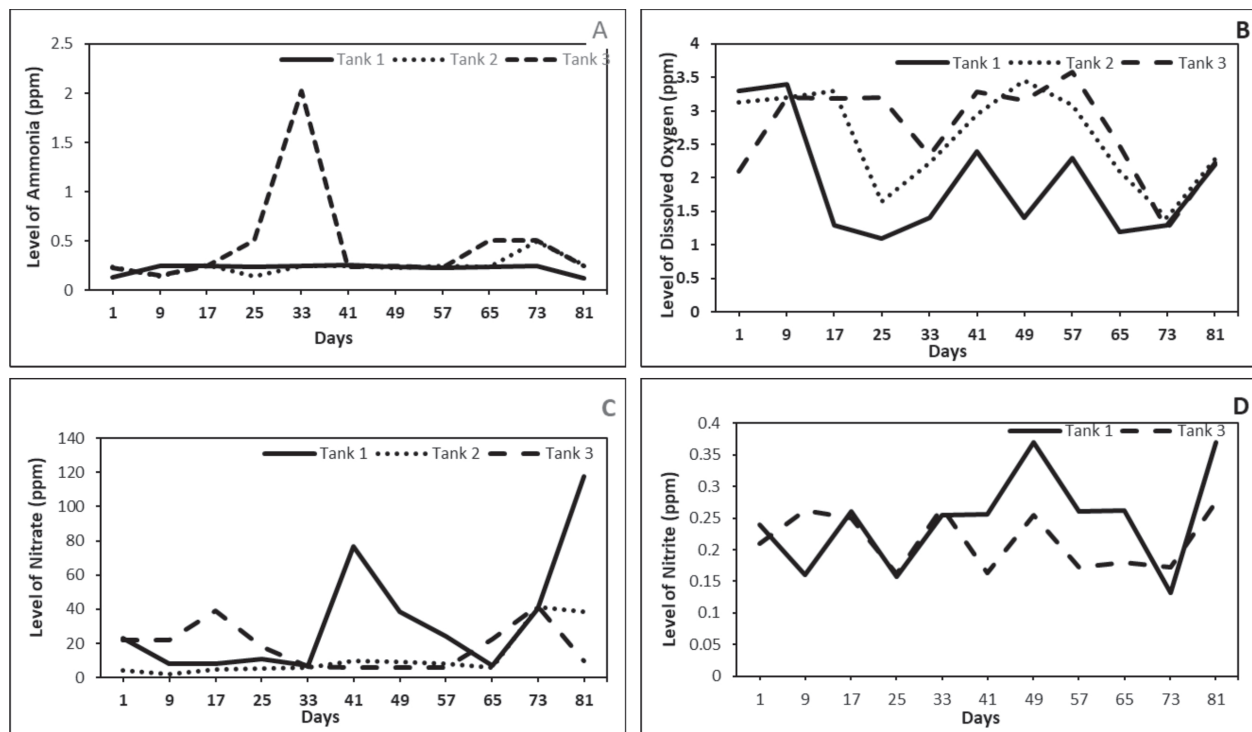 A
Level of Ammonia (ppm)
2.5
2
1.5
1
0.5
0
Tank 1 Tank 2 Tank 3
1 9 17 25 33 41 49 57 65 73 81
Days
B
Level of Dissolved Oxygen (ppm)
4
3.5
3
2.5
2
1.5
1
0.5
0
Tank 1 Tank 2 Tank 3
1 9 17 25 33 41 49 57 65 73 81
Days
C
Level of Nitrate (ppm)
140
120
100
80
60
40
20
0
Tank 1 Tank 2 Tank 3
1 9 17 25 33 41 49 57 65 73 81
Days
D
Level of Nitrite (ppm)
0.4
0.35
0.3
0.25
0.2
0.15
0.1
0.05
0
Tank 1 Tank 3
1 9 17 25 33 41 49 57 65 73 81
Days